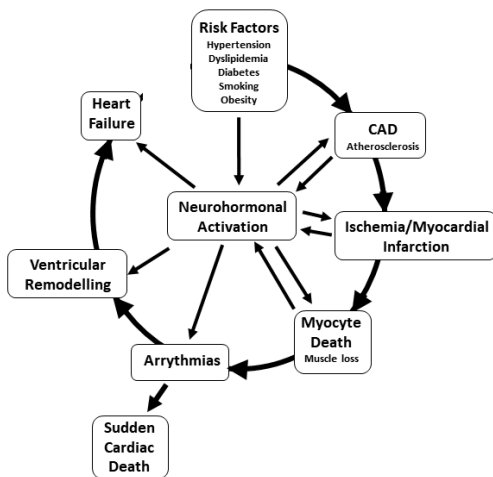 Risk Factors
Hypertension
Dyslipidemia
Diabetes
Smoking
Obesity
Heart
Failure
CAD
Atherosclerosis
Neurohormonal
Activation
Ischemia/Myocardial
Infarction
Ventricular
Remodelling
Myocyte
Death
Muscle loss
Arrythmias
Sudden
Cardiac
Death